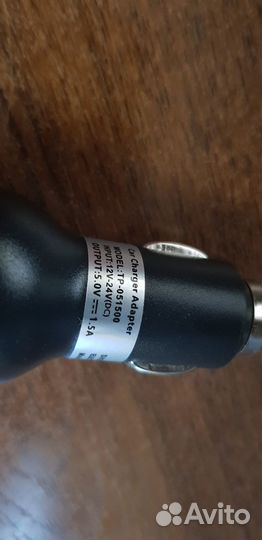 Car Charger Adapter
MODEL:TP-051500
INPUT:12V-24V(DC)
OUTPUT:5.0V⎓1.5A
Avito